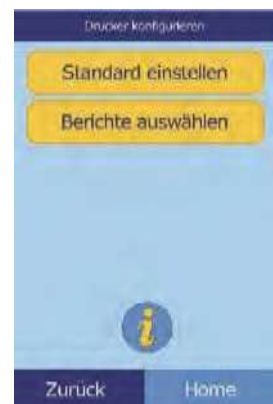 Drucker konfigurieren
Standard einstellen
Berichte auswählen
i
Zurück Home